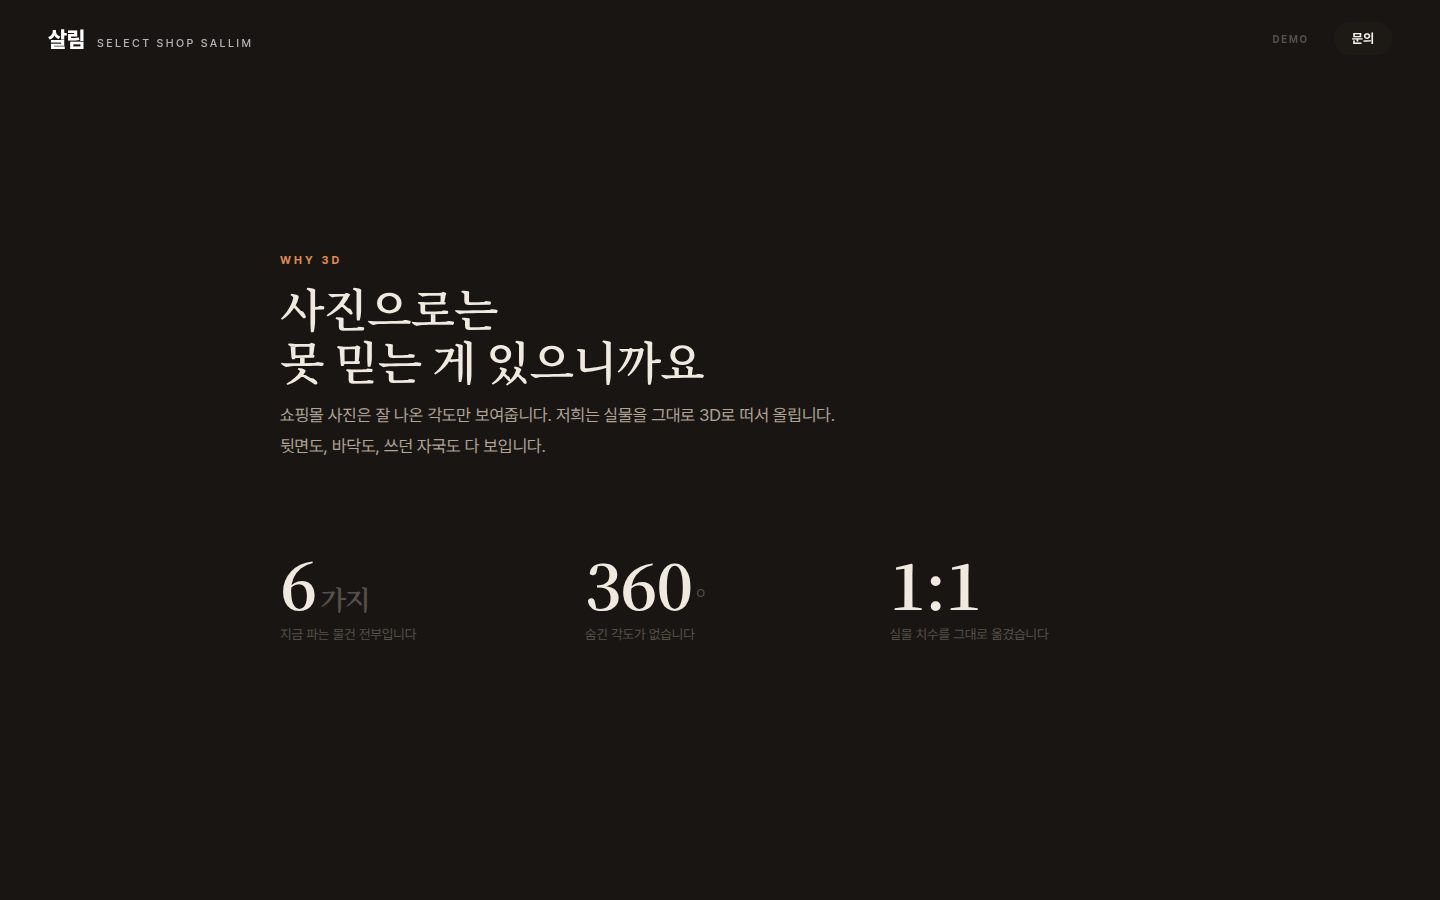 살림 SELECT SHOP SALLIM
DEMO 문의
WHY 3D
사진으로는
못 믿는 게 있으니까요
쇼핑몰 사진은 잘 나온 각도만 보여줍니다. 저희는 실물을 그대로 3D로 떠서 올립니다.
뒷면도, 바닥도, 쓰던 자국도 다 보입니다.
6 가지
지금 파는 물건 전부입니다
360°
숨긴 각도가 없습니다
1:1
실물 치수를 그대로 옮겼습니다